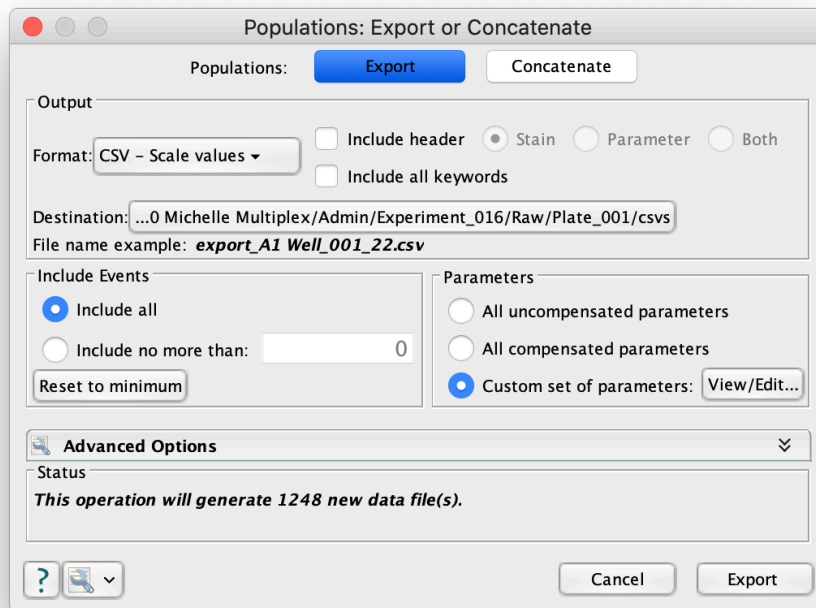 Populations: Export or Concatenate
Populations: Export Concatenate
Output
Format: CSV – Scale values Include header Stain Parameter Both
Include all keywords
Destination: ...0 Michelle Multiplex/Admin/Experiment_016/Raw/Plate_001/csvs
File name example: export_A1 Well_001_22.csv
Include Events
Include all
Include no more than: 0
Reset to minimum
Parameters
All uncompensated parameters
All compensated parameters
Custom set of parameters: View/Edit...
Advanced Options
Status
This operation will generate 1248 new data file(s).
? Cancel Export